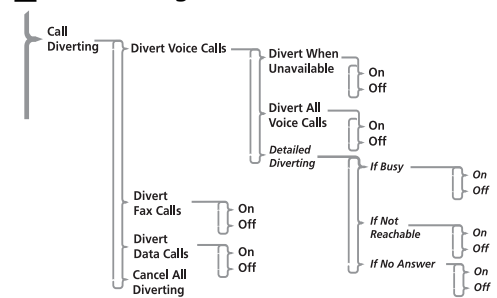 Call
Diverting
Divert Voice Calls
Divert When
Unavailable
On
Off
Divert All
Voice Calls
On
Off
Detailed
Diverting
If Busy
On
Off
If Not
Reachable
On
Off
If No Answer
On
Off
Divert
Fax Calls
On
Off
Divert
Data Calls
On
Off
Cancel All
Diverting